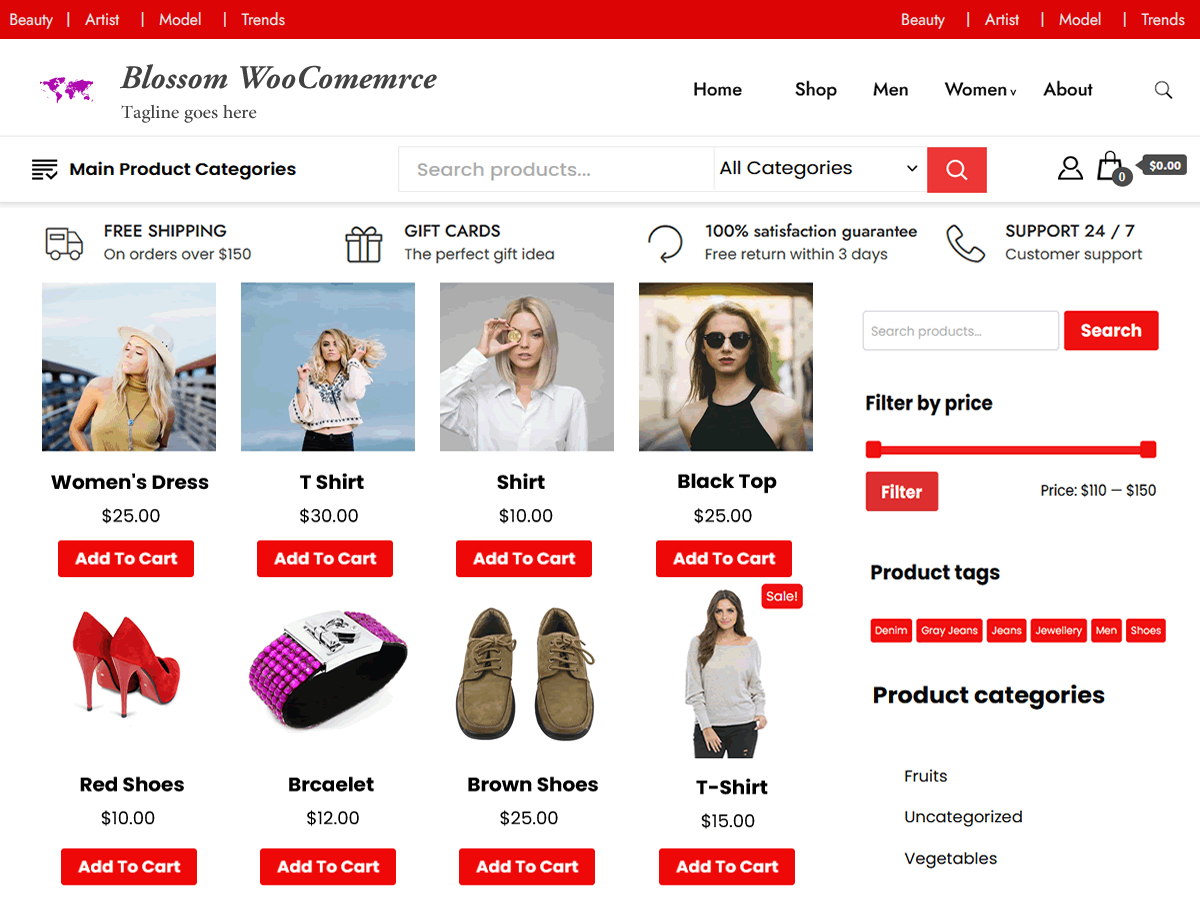 Beauty | Artist | Model | Trends
Beauty | Artist | Model | Trends
Blossom WooComemrce
Tagline goes here
Home Shop Men Women v About
Main Product Categories
Search products...
All Categories
0
$0.00
FREE SHIPPING
On orders over $150
GIFT CARDS
The perfect gift idea
100% satisfaction guarantee
Free return within 3 days
SUPPORT 24 / 7
Customer support
Women's Dress
$25.00
Add To Cart
T Shirt
$30.00
Add To Cart
Shirt
$10.00
Add To Cart
Black Top
$25.00
Add To Cart
Red Shoes
$10.00
Add To Cart
Brcaelet
$12.00
Add To Cart
Brown Shoes
$25.00
Add To Cart
Sale!
T-Shirt
$15.00
Add To Cart
Search products...
Search
Filter by price
Filter
Price: $110 — $150
Product tags
Denim Gray Jeans Jeans Jewellery Men Shoes
Product categories
Fruits
Uncategorized
Vegetables